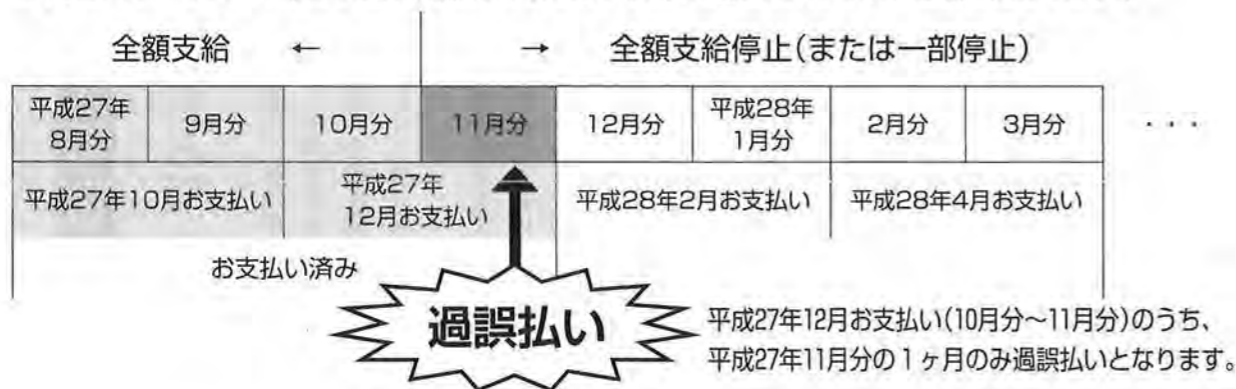 全額支給 ← → 全額支給停止(または一部停止)
平成27年
8月分 9月分 10月分 11月分 12月分 平成28年
1月分 2月分 3月分 ・・・
平成27年10月お支払い 平成27年
12月お支払い 平成28年2月お支払い 平成28年4月お支払い
お支払い済み
過誤払い
平成27年12月お支払い(10月分〜11月分)のうち、
平成27年11月分の1ヶ月のみ過誤払いとなります。